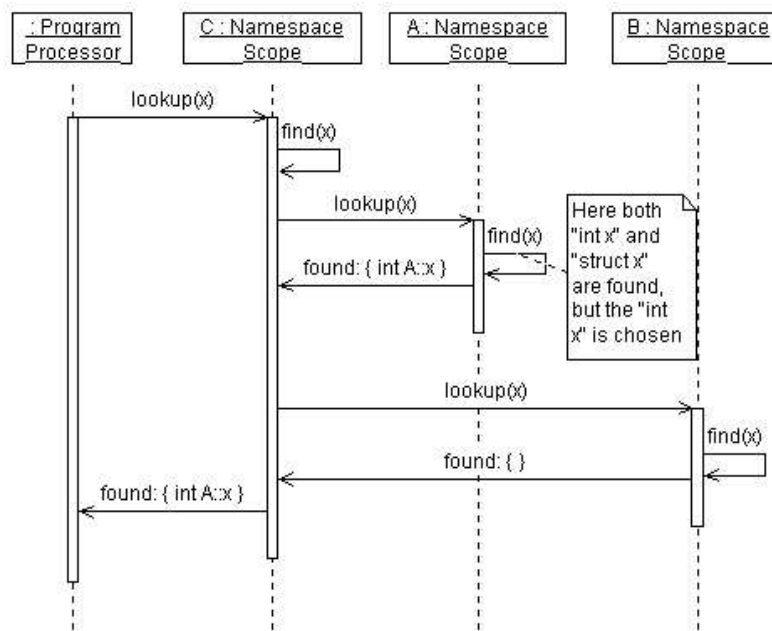 : Program
Processor
C : Namespace
Scope
A : Namespace
Scope
B : Namespace
Scope
lookup(x)
find(x)
lookup(x)
find(x)
found: { int A::x }
Here both
"int x" and
"struct x"
are found,
but the "int
x" is chosen
lookup(x)
find(x)
found: { }
found: { int A::x }